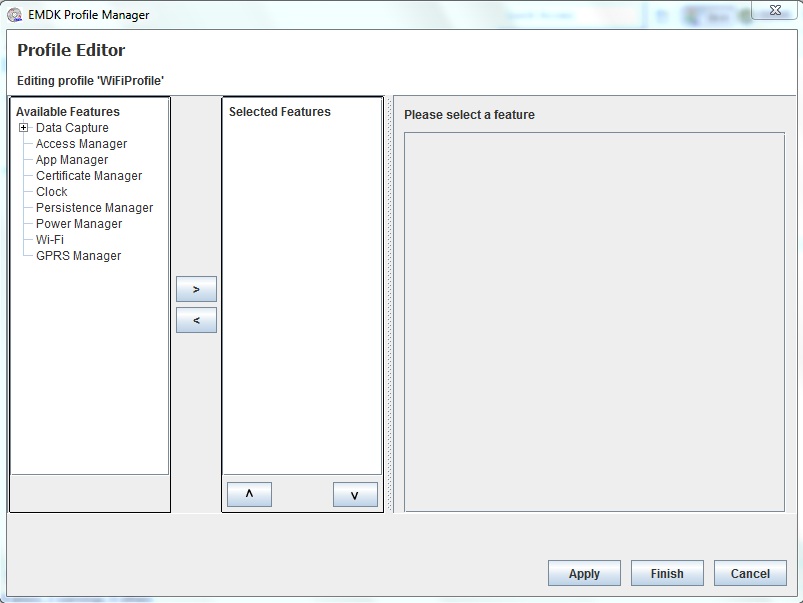 EMDK Profile Manager
Profile Editor
Editing profile 'WiFiProfile'
Available Features
Data Capture
Access Manager
App Manager
Certificate Manager
Clock
Persistence Manager
Power Manager
Wi-Fi
GPRS Manager
>
<
Selected Features
^
v
Please select a feature
Apply
Finish
Cancel